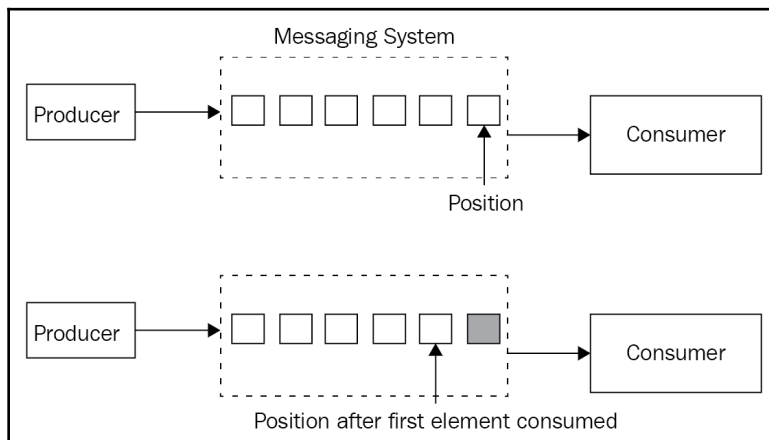 Messaging System
Producer
Consumer
Position
Producer
Consumer
Position after first element consumed